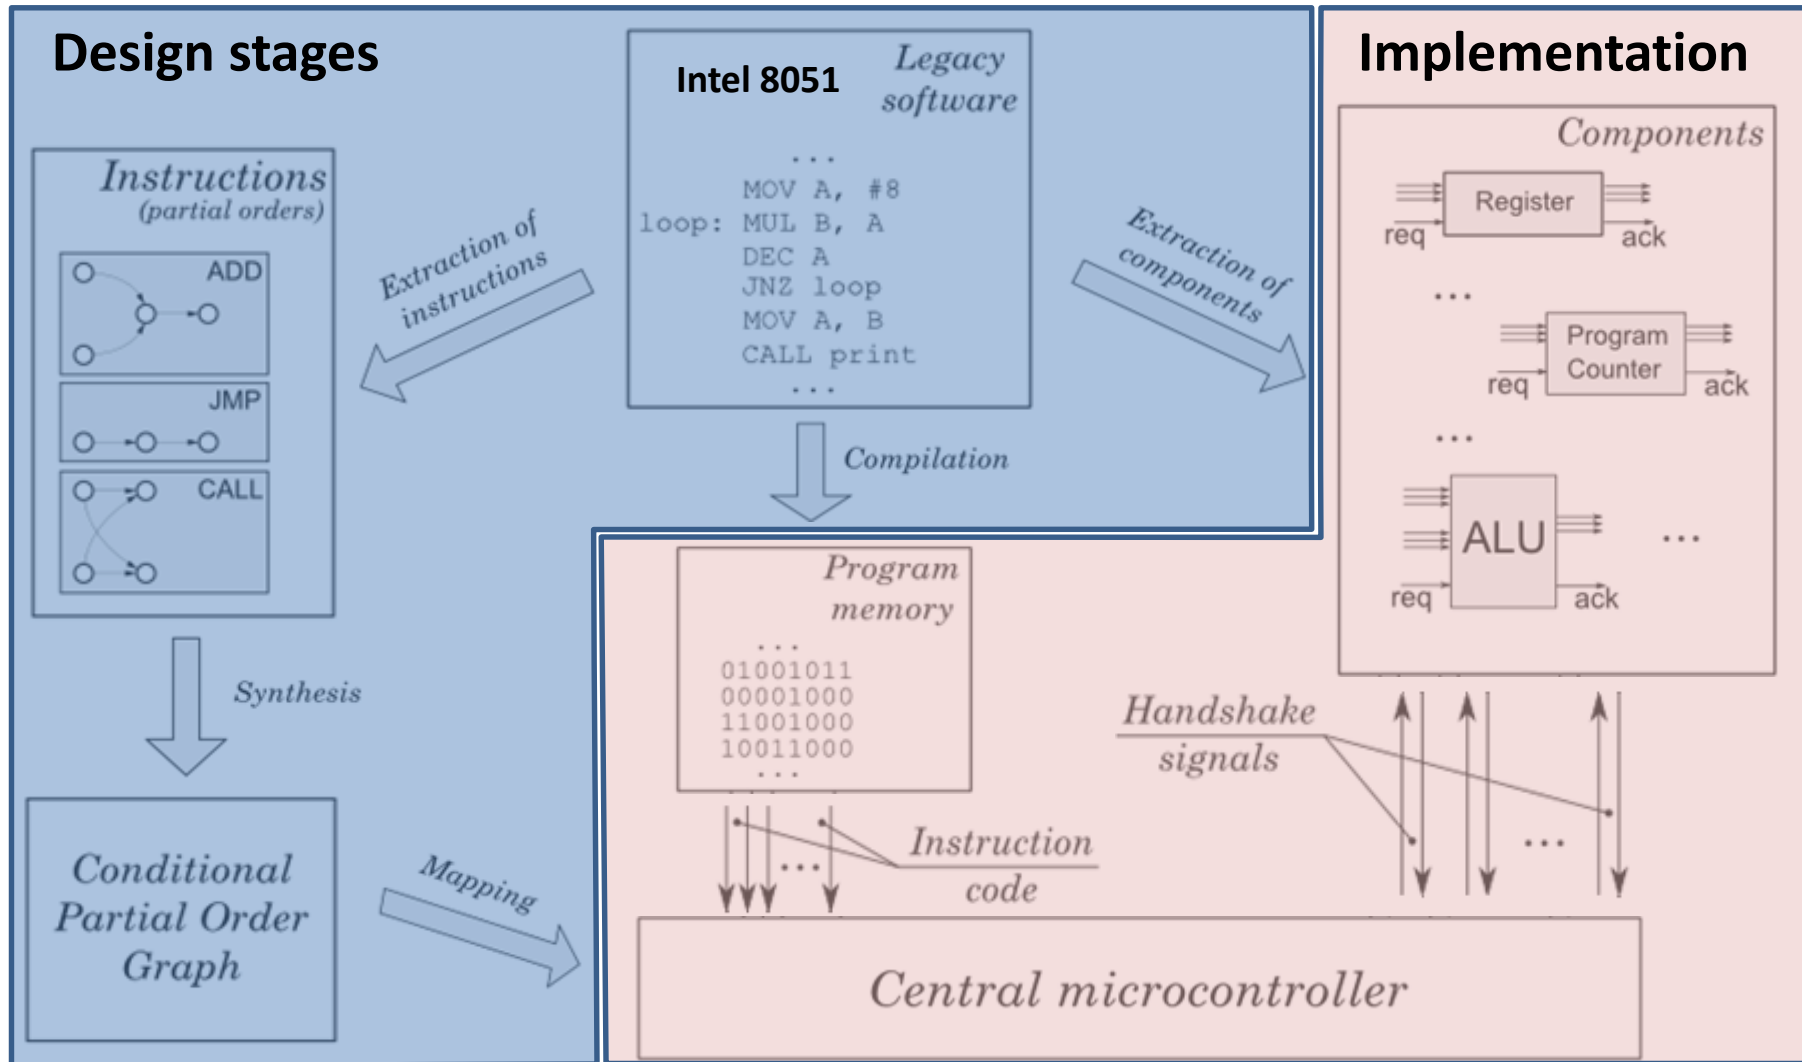 Design stages
Intel 8051
Legacy
software
...
MOV A, #8
loop: MUL B, A
DEC A
JNZ loop
MOV A, B
CALL print
...
Instructions
(partial orders)
ADD
JMP
CALL
Extraction of
instructions
Extraction of
components
Compilation
Synthesis
Conditional
Partial Order
Graph
Mapping
Implementation
Components
Register
req
ack
...
Program
Counter
req
ack
...
ALU
...
req
ack
Program
memory
...
01001011
00001000
11001000
10011000
...
Handshake
signals
...
Instruction
code
...
Central microcontroller